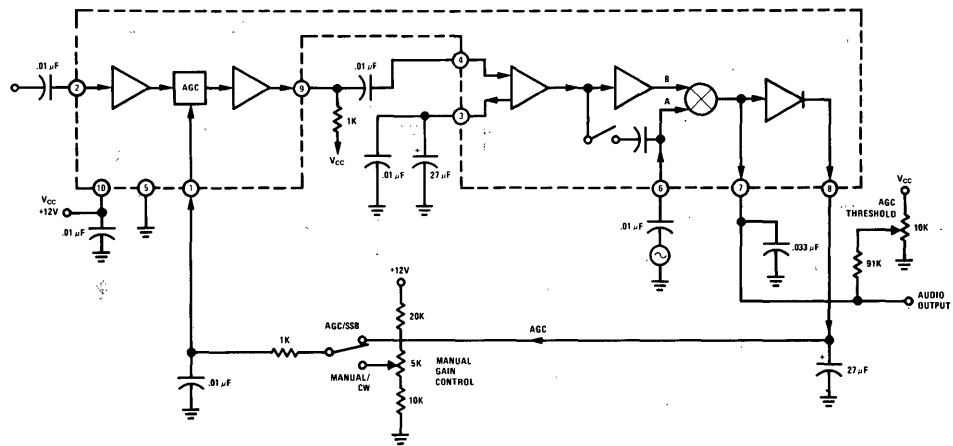 .01 µF
2
AGC
9
.01 µF
1K
VCC
4
3
.01 µF
+
27 µF
B
A
10
5
1
6
7
8
VCC
+12V
.01 µF
.01 µF
.033 µF
VCC
AGC
THRESHOLD
10K
91K
AUDIO
OUTPUT
+12V
20K
AGC/SSB
AGC
1K
5K
MANUAL
GAIN
CONTROL
MANUAL/
CW
10K
.01 µF
+
27 µF